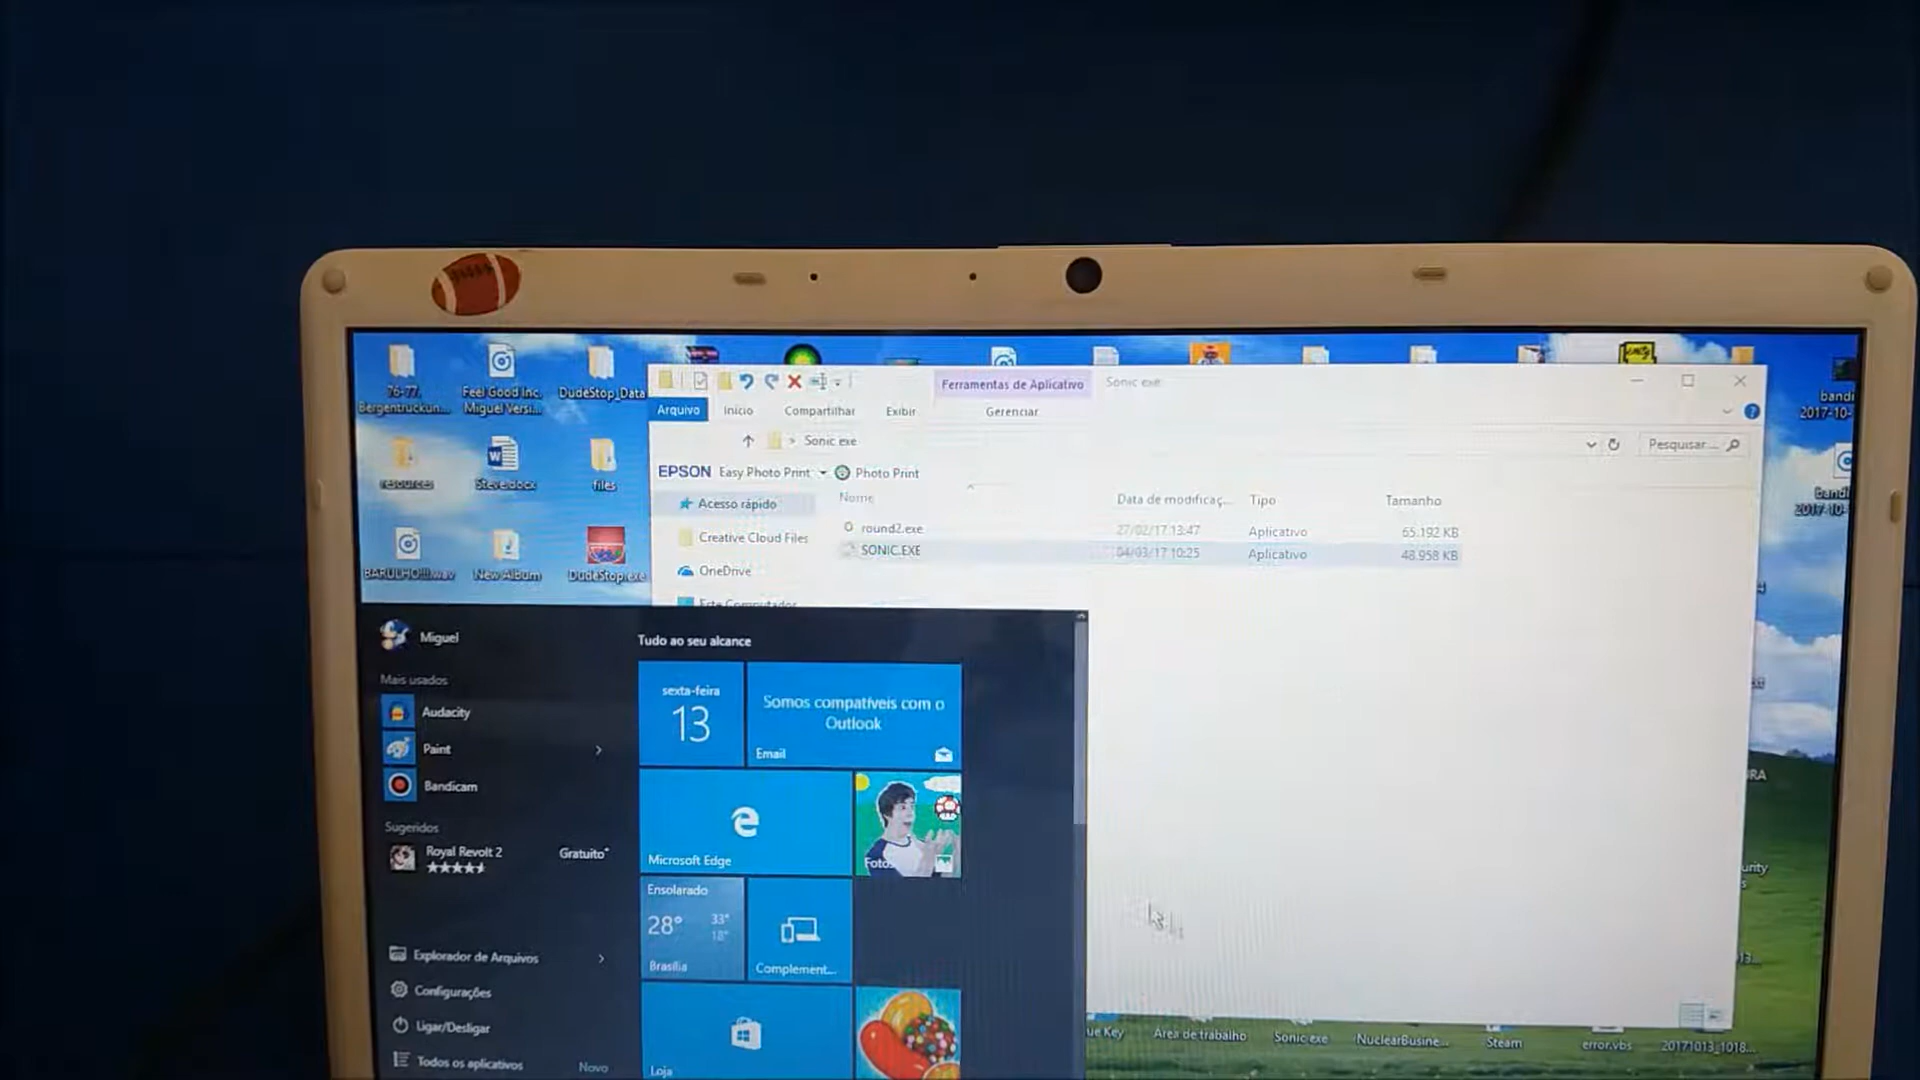 76-77.
Bergentruckun...
Feel Good Inc.
Miguel Versi...
DudeStop_Data
resources
Steve.docx
files
BARULHO!!!.wav
New Album
DudeStop.exe
Ferramentas de Aplicativo
Sonic exe
Arquivo
Início
Compartilhar
Exibir
Gerenciar
> Sonic exe
Pesquisar ...
EPSON Easy Photo Print
Photo Print
Acesso rápido
Creative Cloud Files
OneDrive
Este Computador
Nome
Data de modificaç...
Tipo
Tamanho
round2.exe
27/02/17 13:47
Aplicativo
65.192 KB
SONIC.EXE
04/03/17 10:25
Aplicativo
48.958 KB
bandi
2017-10-
bandi
2017-10-
Miguel
Mais usados
Audacity
Paint
Bandicam
Sugeridos
Royal Revolt 2
Gratuito*
Explorador de Arquivos
Configurações
Ligar/Desligar
Todos os aplicativos
Novo
Tudo ao seu alcance
sexta-feira
13
Somos compatíveis com o
Outlook
Email
Microsoft Edge
Fotos
Ensolarado
28°
33°
18°
Brasília
Complement...
Loja
RA
urity
s
13...
ue Key
Área de trabalho
Sonic exe
NuclearBusine...
Steam
error.vbs
20171013_1018...